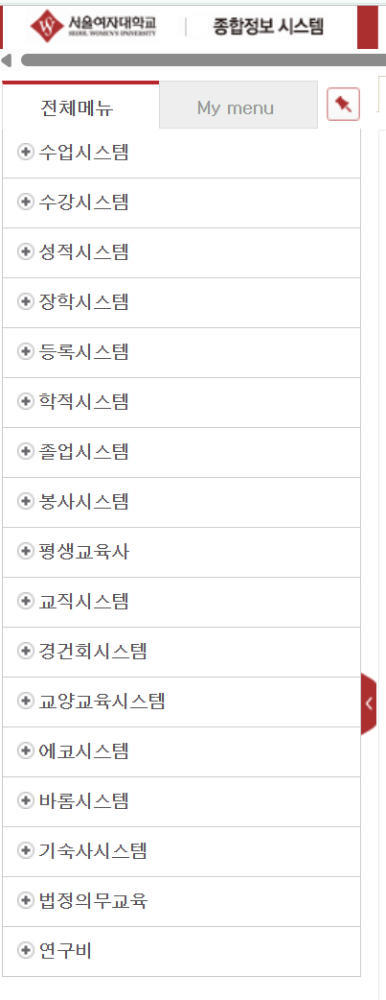 서울여자대학교
SEOUL WOMEN'S UNIVERSITY
종합정보 시스템
전체메뉴
My menu
수업시스템
수강시스템
성적시스템
장학시스템
등록시스템
학적시스템
졸업시스템
봉사시스템
평생교육사
교직시스템
경건회시스템
교양교육시스템
에코시스템
바롬시스템
기숙사시스템
법정의무교육
연구비